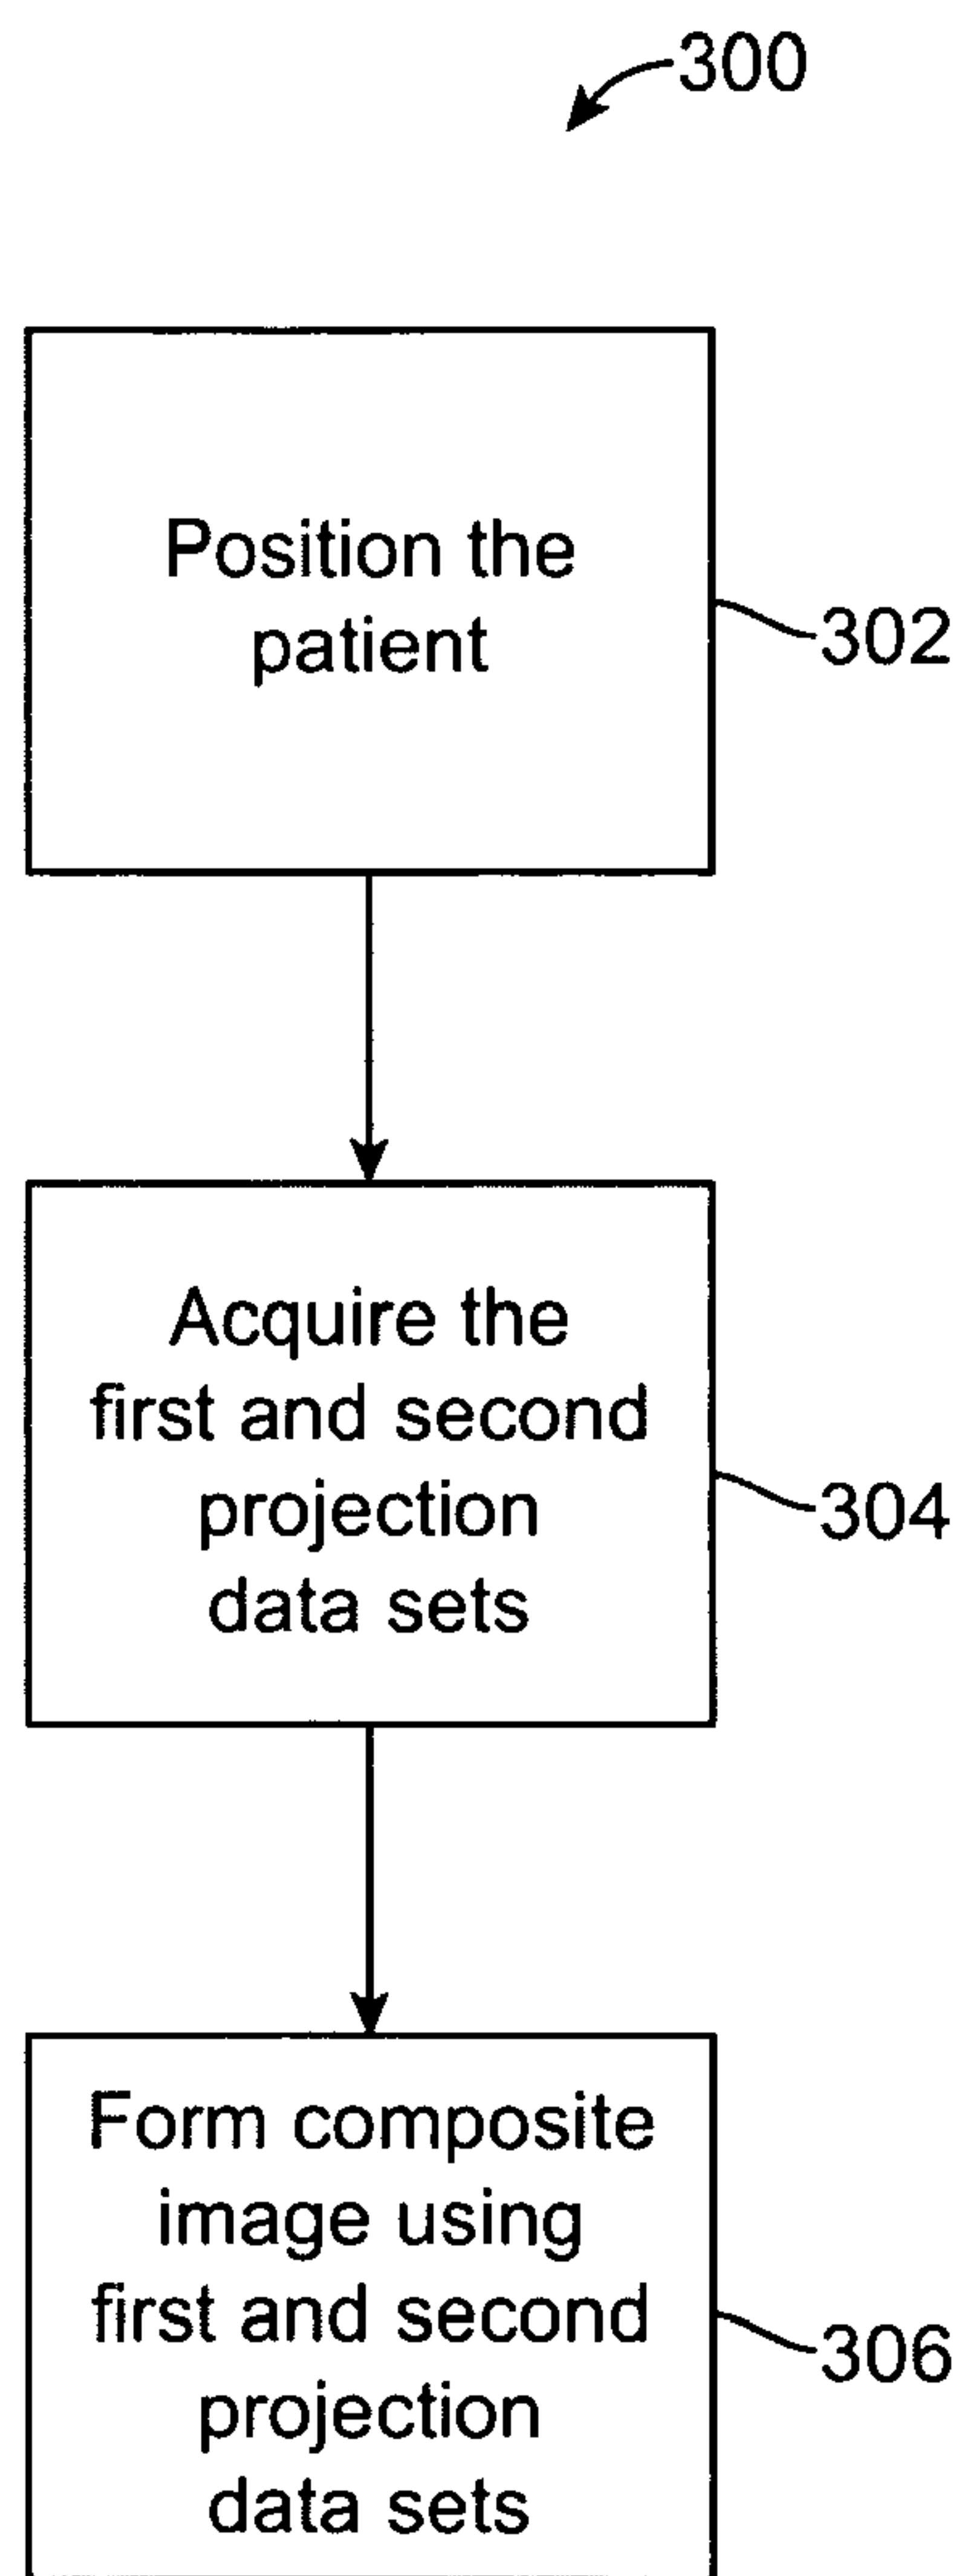 300
Position the
patient
302
Acquire the
first and second
projection
data sets
304
Form composite
image using
first and second
projection
data sets
306